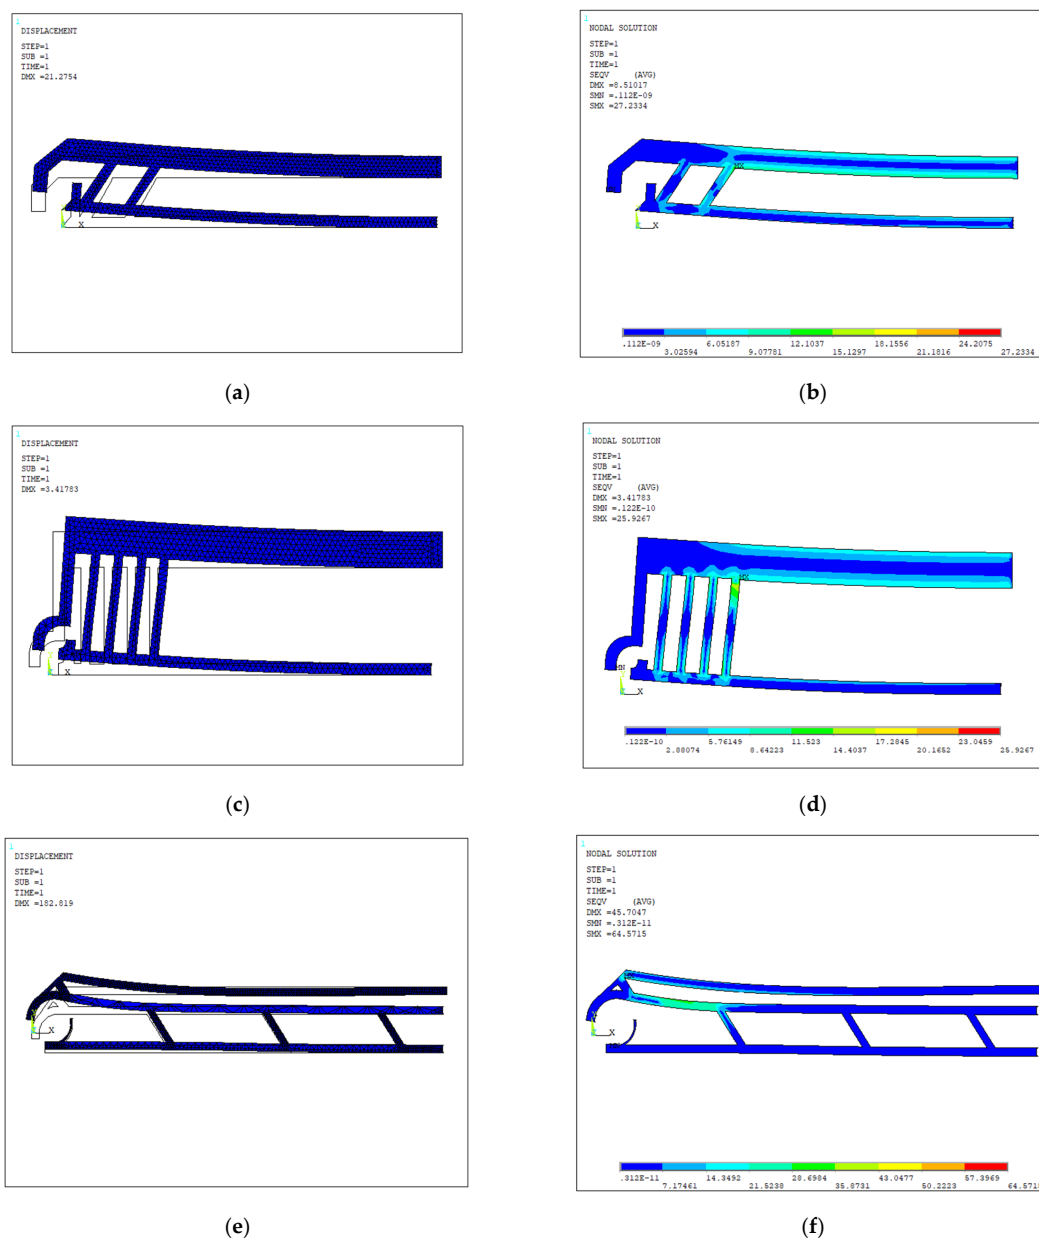 1
DISPLACEMENT
STEP=1
SUB =1
TIME=1
DMX =21.2754
X
(a)
1
NODAL SOLUTION
STEP=1
SUB =1
TIME=1
SEQV (AVG)
DMX =8.51017
SMN =.112E-09
SMX =27.2334
MX
X
.112E-09 6.05187 12.1037 18.1556 24.2075
3.02594 9.07781 15.1297 21.1816 27.2334
(b)
1
DISPLACEMENT
STEP=1
SUB =1
TIME=1
DMX =3.41783
Y
X
(c)
1
NODAL SOLUTION
STEP=1
SUB =1
TIME=1
SEQV (AVG)
DMX =3.41783
SMN =.122E-10
SMX =25.9267
MX
MN
X
.122E-10 5.76149 11.523 17.2845 23.0459
2.88074 8.64223 14.4037 20.1652 25.9267
(d)
1
DISPLACEMENT
STEP=1
SUB =1
TIME=1
DMX =182.819
X
(e)
1
NODAL SOLUTION
STEP=1
SUB =1
TIME=1
SEQV (AVG)
DMX =45.7047
SMN =.312E-11
SMX =64.5715
Y
X
.312E-11 14.3492 28.6984 43.0477 57.3969
7.17461 21.5238 35.8731 50.2223 64.5715
(f)